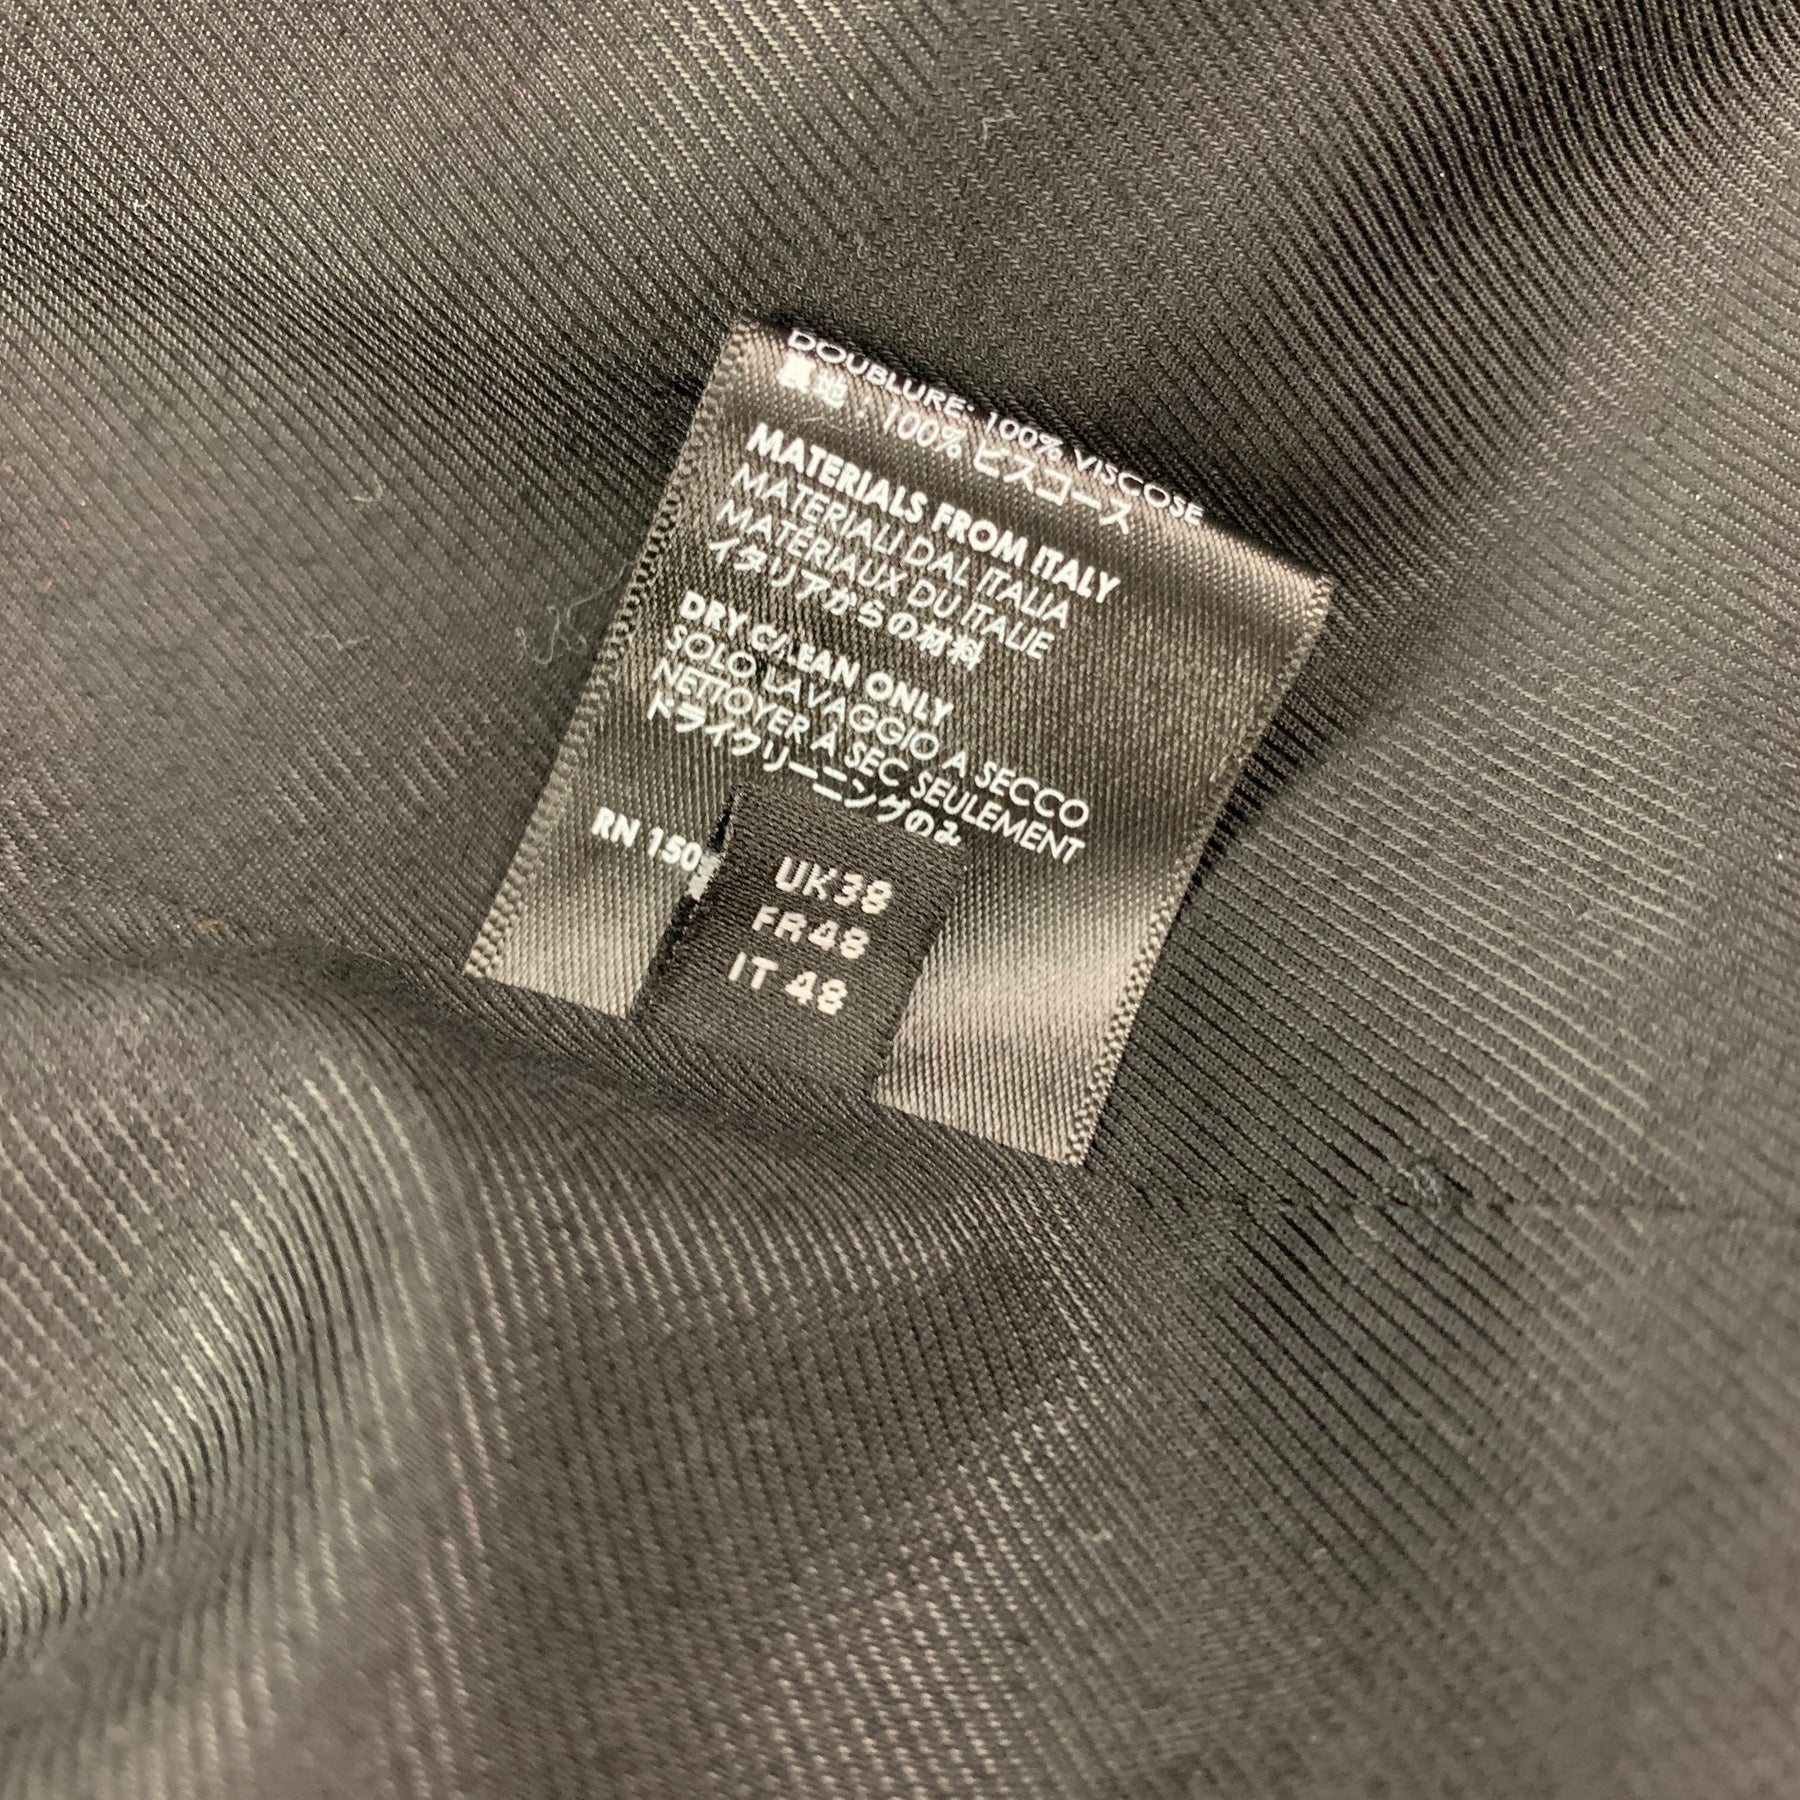 DOUBLURE: 100% VISCOSE
裏地：100% ビスコース
MATERIALS FROM ITALY
MATERIALI DAL ITALIA
MATÉRIAUX DU ITALIE
イタリアからの材料
DRY CLEAN ONLY
SOLO LAVAGGIO A SECCO
NETTOYER À SEC SEULEMENT
ドライクリーニングのみ
RN
UK38
FR48
IT 48